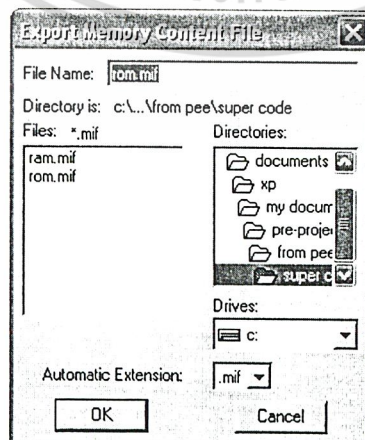 Export Memory Content File
File Name: rom.mif
Directory is: c:\...\from pee\super code
Files: *.mif
ram.mif
rom.mif
Directories:
documents
xp
my docum
pre-projec
from pee
super c
Drives:
c:
Automatic Extension: .mif
OK
Cancel